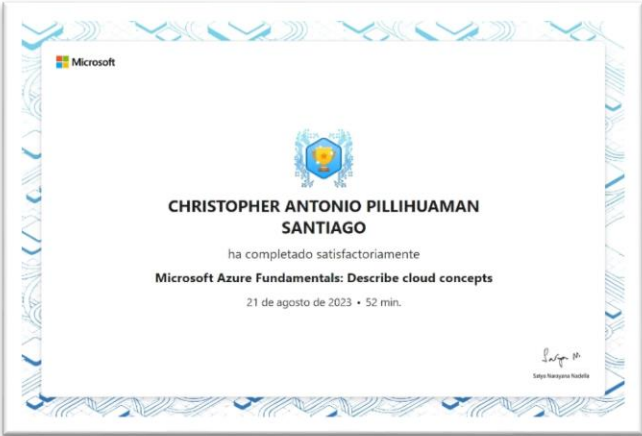 Microsoft
CHRISTOPHER ANTONIO PILLIHUAMAN
SANTIAGO
ha completado satisfactoriamente
Microsoft Azure Fundamentals: Describe cloud concepts
21 de agosto de 2023 • 52 min.
Satya Narayana Nadella